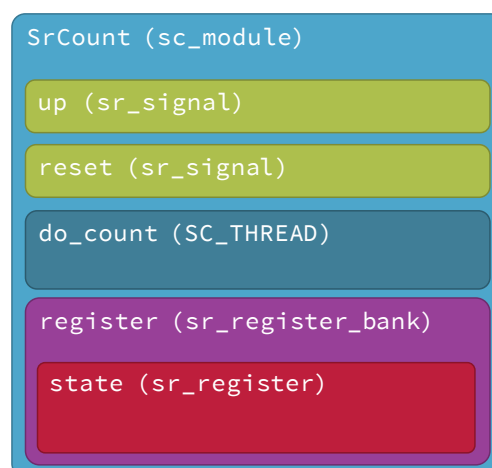 SrCount (sc_module)
up (sr_signal)
reset (sr_signal)
do_count (SC_THREAD)
register (sr_register_bank)
state (sr_register)